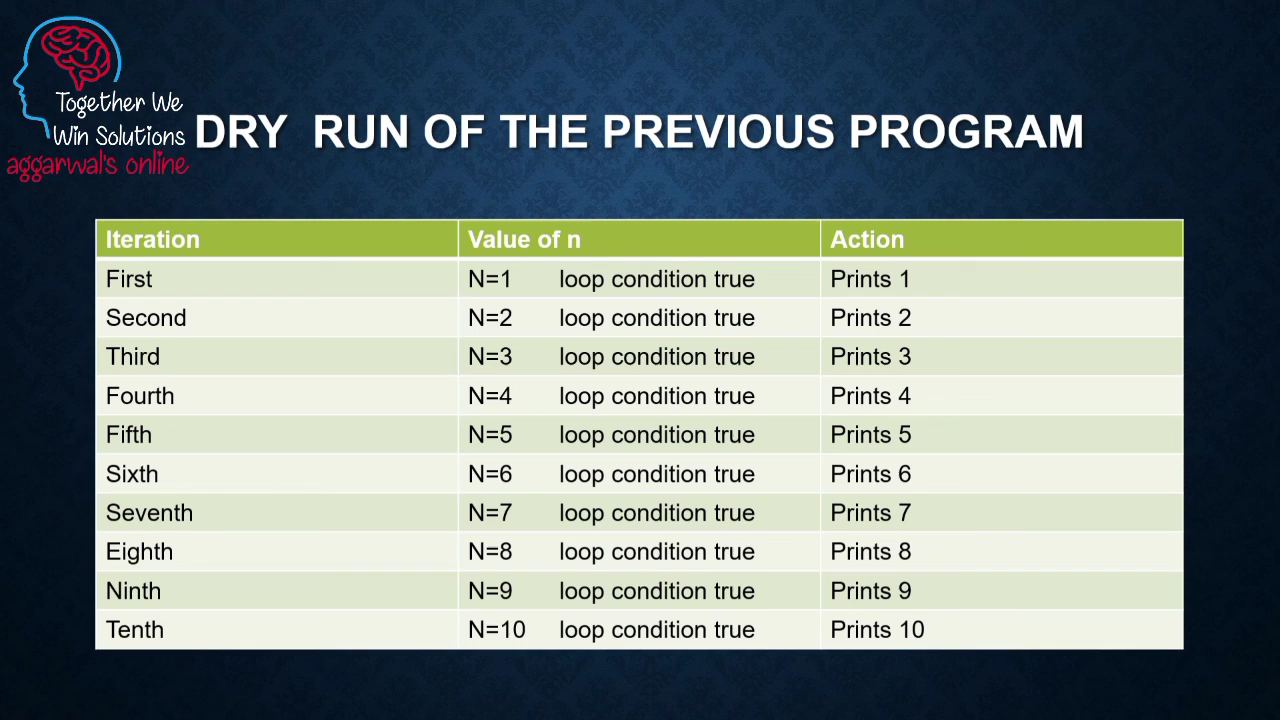 Together We
Win Solutions
aggarwal's online
DRY RUN OF THE PREVIOUS PROGRAM
Iteration Value of n Action
First N=1 loop condition true Prints 1
Second N=2 loop condition true Prints 2
Third N=3 loop condition true Prints 3
Fourth N=4 loop condition true Prints 4
Fifth N=5 loop condition true Prints 5
Sixth N=6 loop condition true Prints 6
Seventh N=7 loop condition true Prints 7
Eighth N=8 loop condition true Prints 8
Ninth N=9 loop condition true Prints 9
Tenth N=10 loop condition true Prints 10